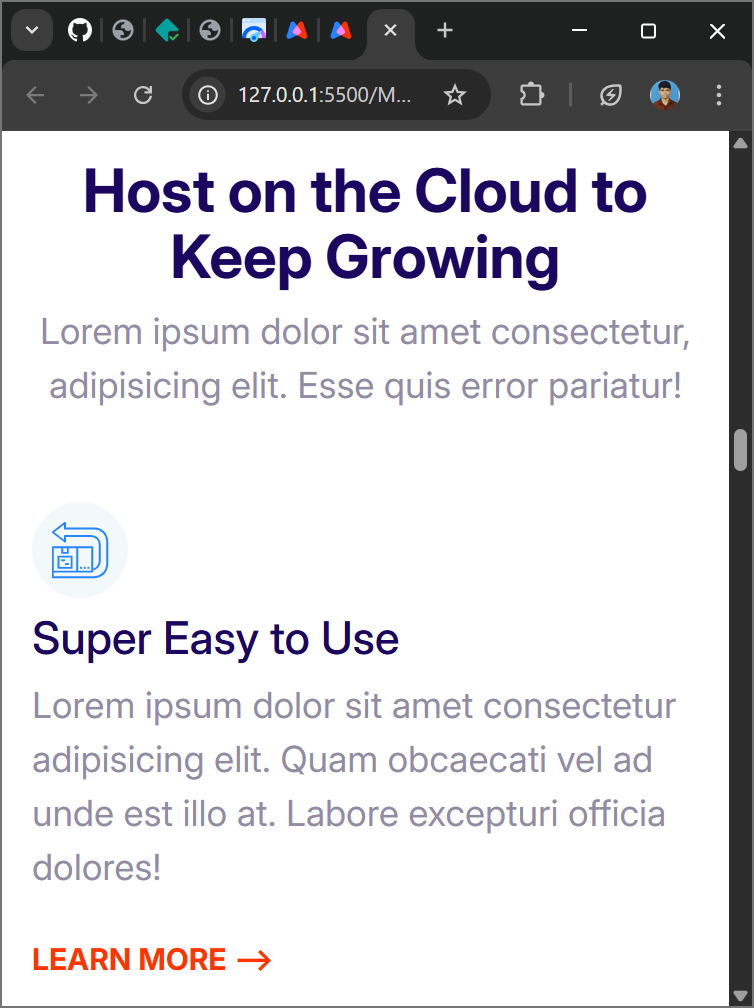 127.0.0.1:5500/M...
Host on the Cloud to
Keep Growing
Lorem ipsum dolor sit amet consectetur,
adipisicing elit. Esse quis error pariatur!
Super Easy to Use
Lorem ipsum dolor sit amet consectetur
adipisicing elit. Quam obcaecati vel ad
unde est illo at. Labore excepturi officia
dolores!
LEARN MORE →